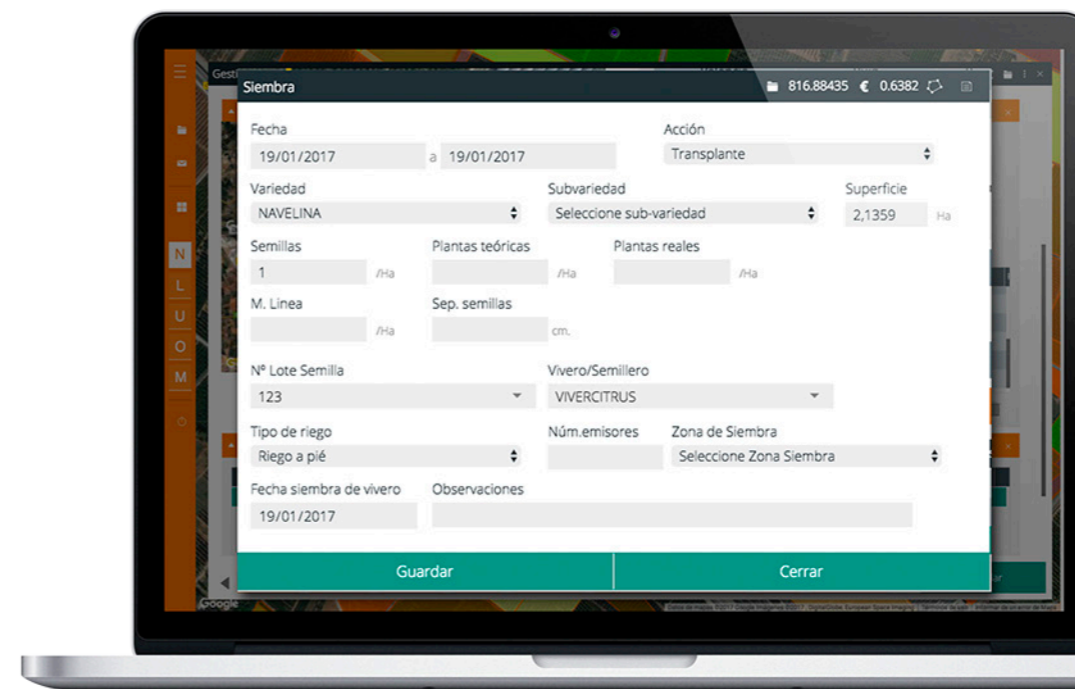 Gesti
Siembra 816.88435 € 0.6382
Fecha Acción
19/01/2017 a 19/01/2017 Transplante
Variedad Subvariedad Superficie
NAVELINA Seleccione sub-variedad 2,1359 Ha
Semillas Plantas teóricas Plantas reales
1 /Ha /Ha /Ha
M. Linea Sep. semillas
/Ha cm.
Nº Lote Semilla Vivero/Semillero
123 VIVERCITRUS
Tipo de riego Núm.emisores Zona de Siembra
Riego a pié Seleccione Zona Siembra
Fecha siembra de vivero Observaciones
19/01/2017
Guardar Cerrar
N
L
U
O
M
ar
Google